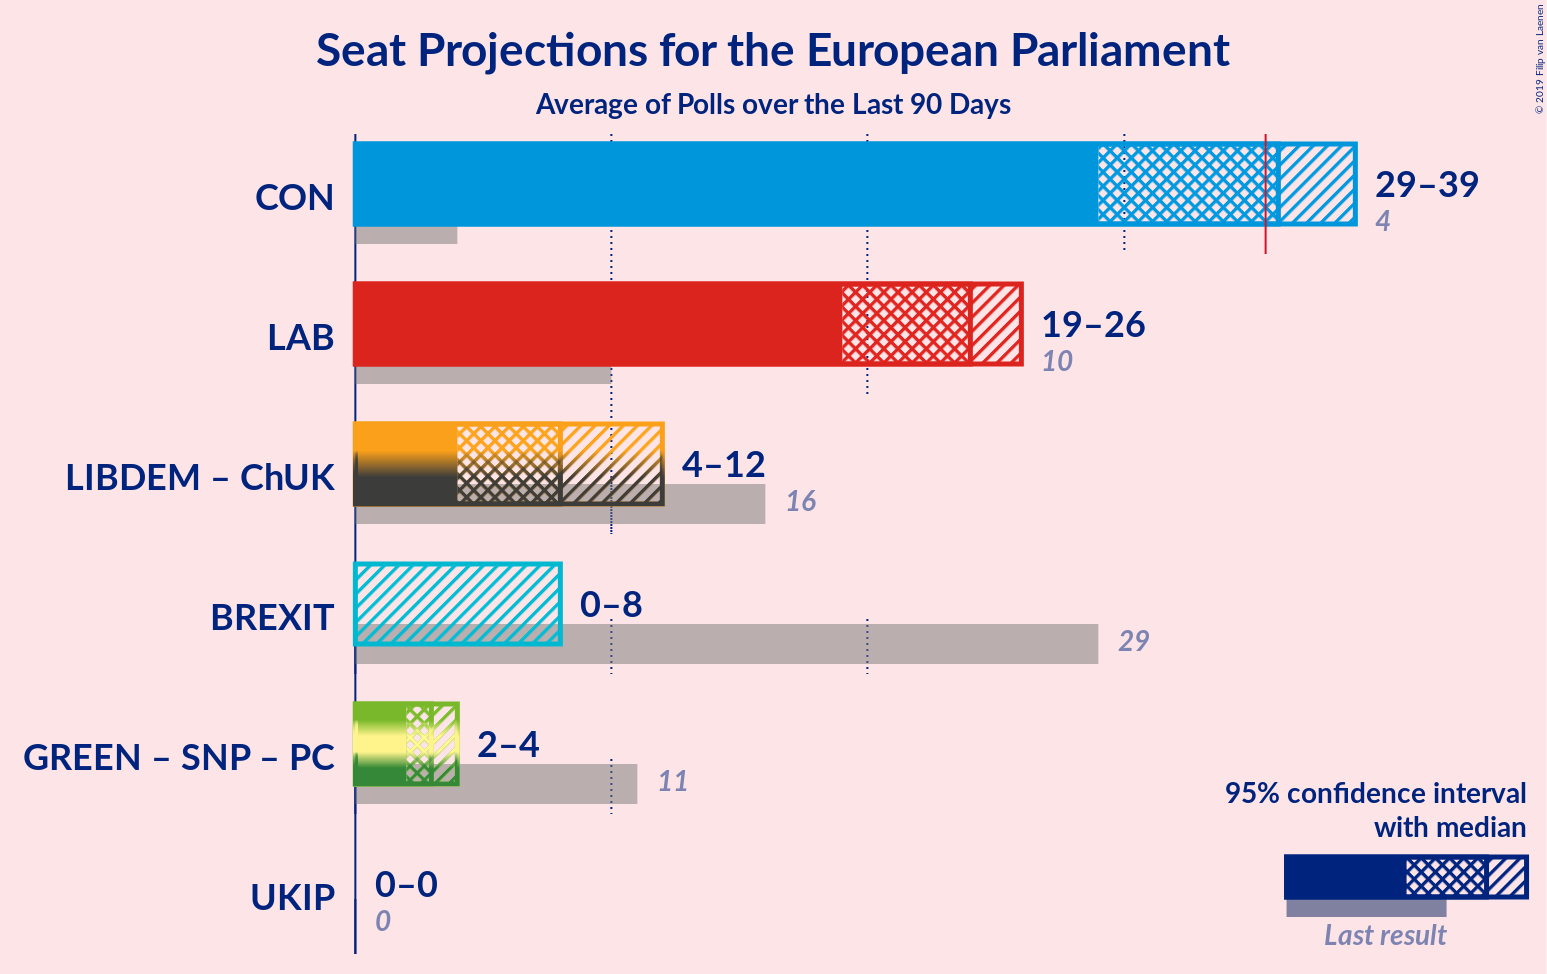 Seat Projections for the European Parliament
Average of Polls over the Last 90 Days
© 2019 Filip van Laenen
CON
29–39
4
LAB
19–26
10
LIBDEM – ChUK
4–12
16
BREXIT
0–8
29
GREEN – SNP – PC
2–4
11
UKIP
0–0
0
95% confidence interval
with median
Last result